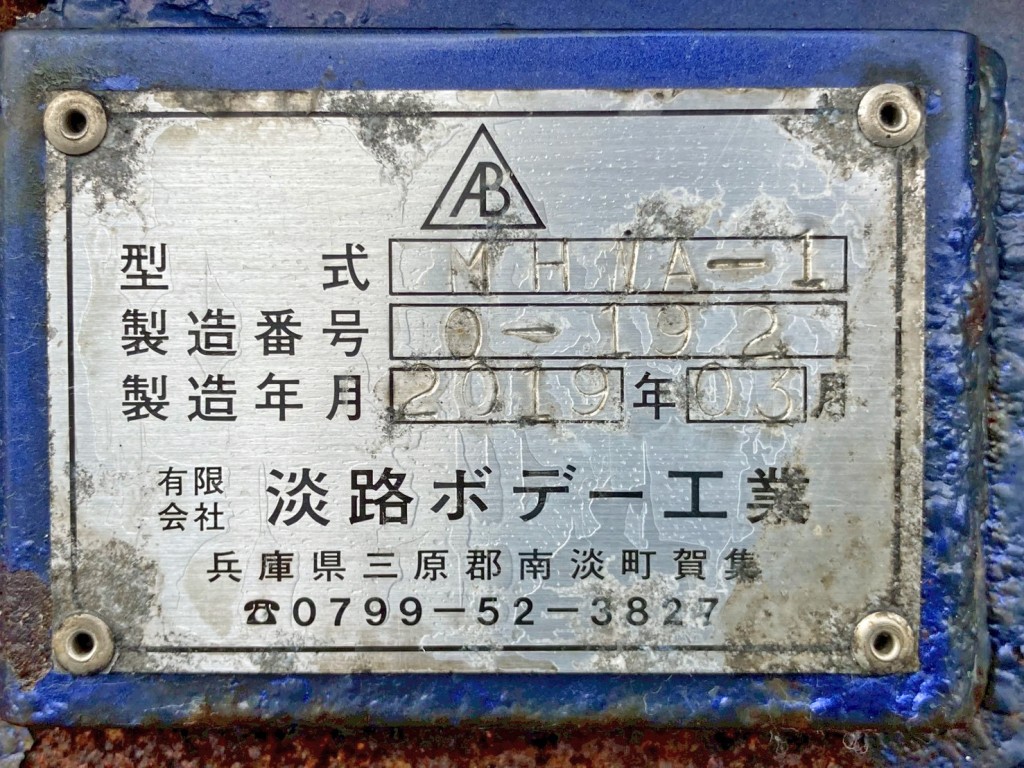 AB
型式 MHWA-1
製造番号 0-192
製造年月 2019年03月
有限会社 淡路ボデー工業
兵庫県三原郡南淡町賀集
☎0799-52-3827